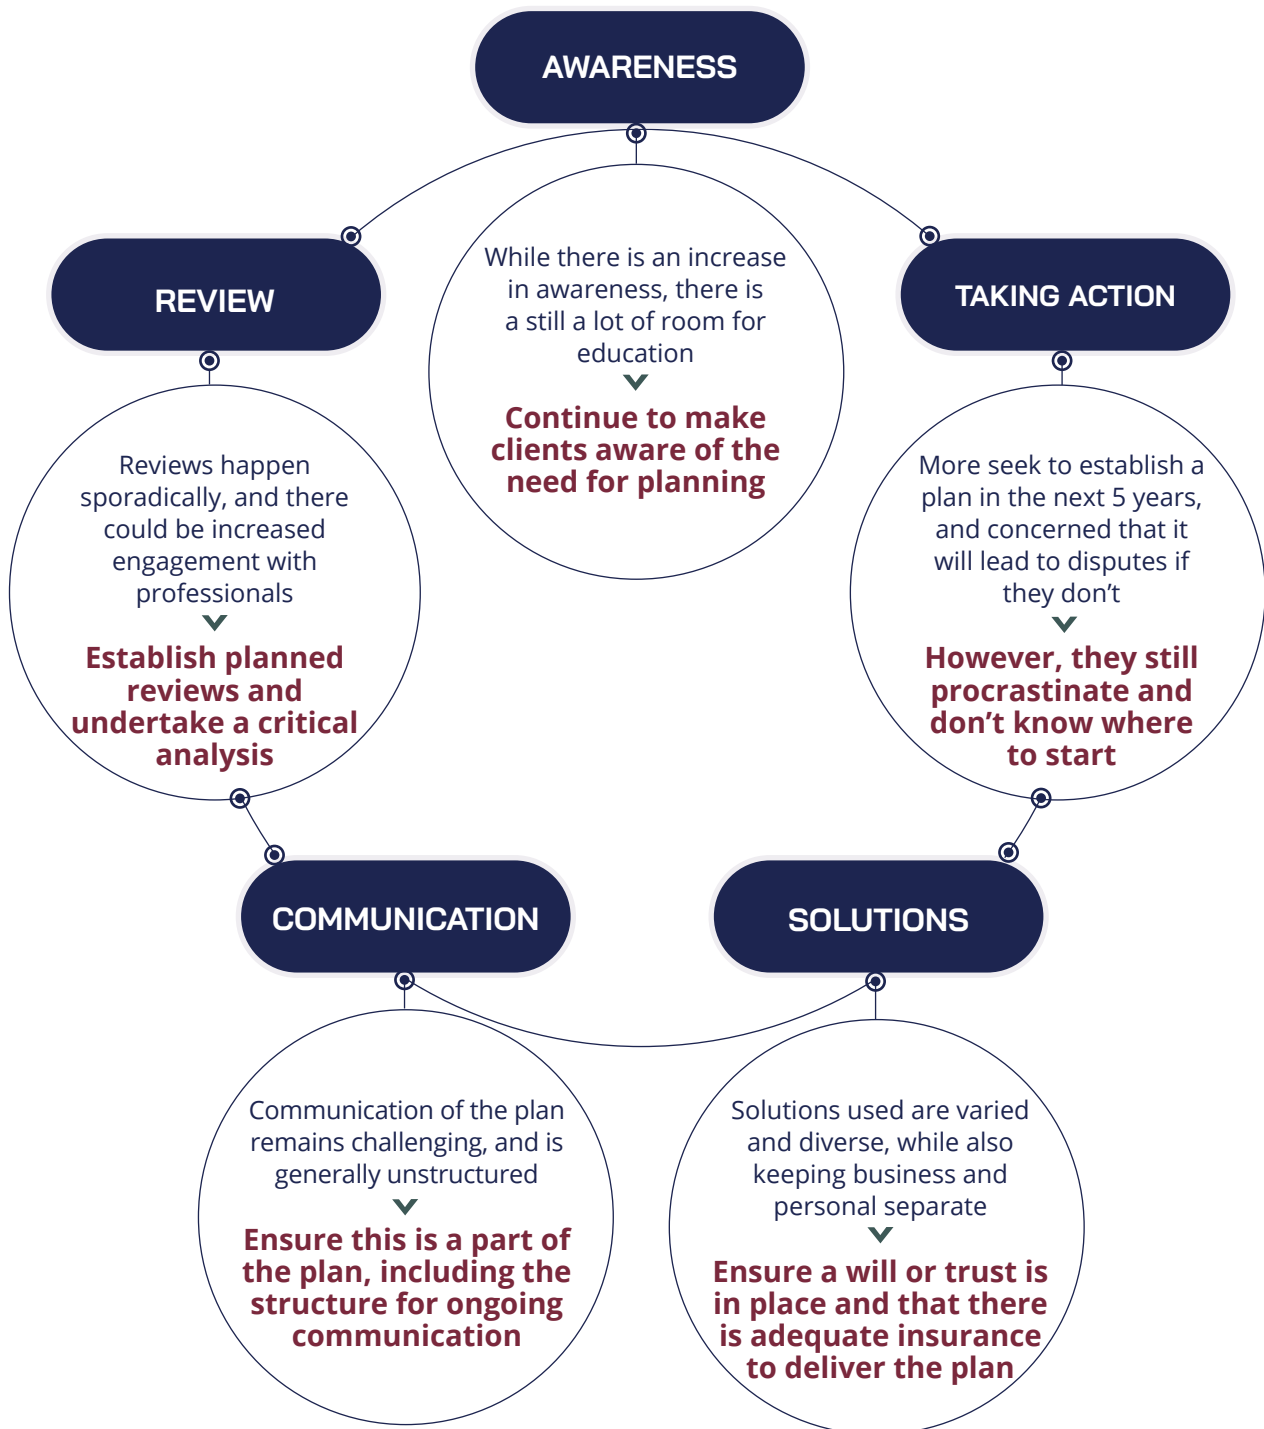 AWARENESS
While there is an increase
in awareness, there is
a still a lot of room for
education
Continue to make
clients aware of the
need for planning
REVIEW
Reviews happen
sporadically, and there
could be increased
engagement with
professionals
Establish planned
reviews and
undertake a critical
analysis
TAKING ACTION
More seek to establish a
plan in the next 5 years,
and concerned that it
will lead to disputes if
they don’t
However, they still
procrastinate and
don’t know where
to start
COMMUNICATION
Communication of the plan
remains challenging, and is
generally unstructured
Ensure this is a part of
the plan, including the
structure for ongoing
communication
SOLUTIONS
Solutions used are varied
and diverse, while also
keeping business and
personal separate
Ensure a will or trust is
in place and that there
is adequate insurance
to deliver the plan